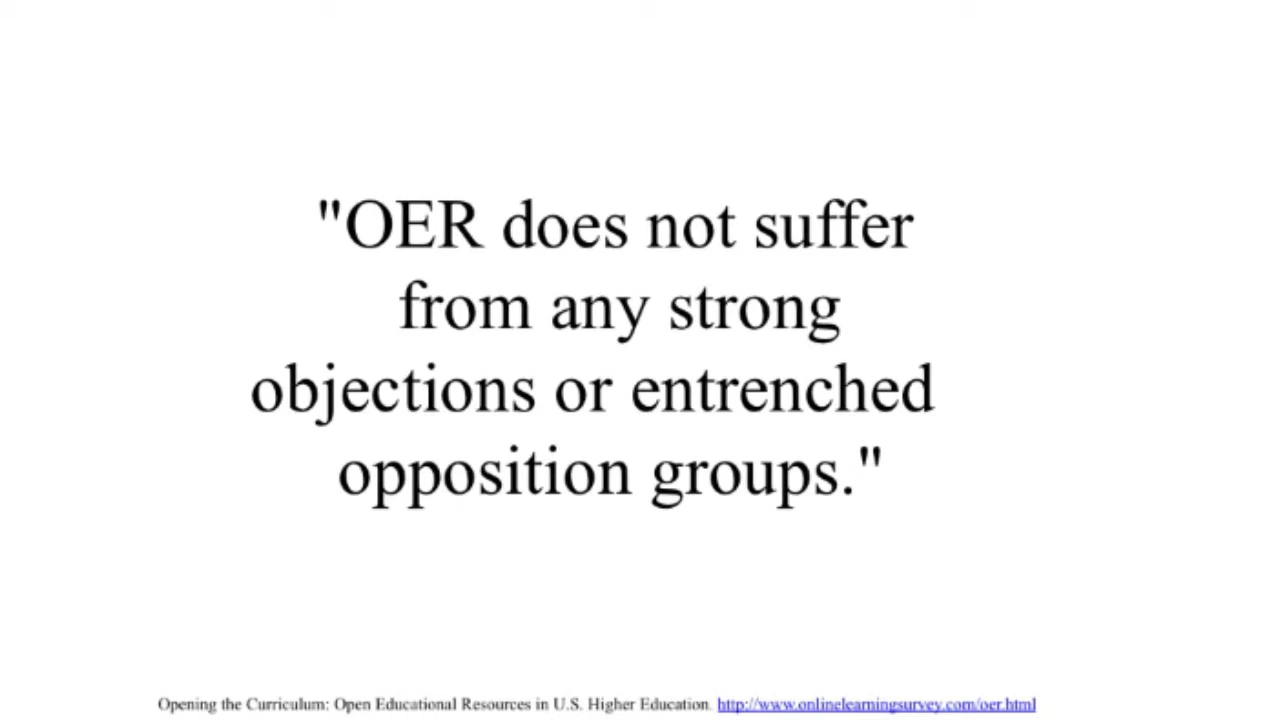 "OER does not suffer
from any strong
objections or entrenched
opposition groups."
Opening the Curriculum: Open Educational Resources in U.S. Higher Education. http://www.onlinelearningsurvey.com/oer.html